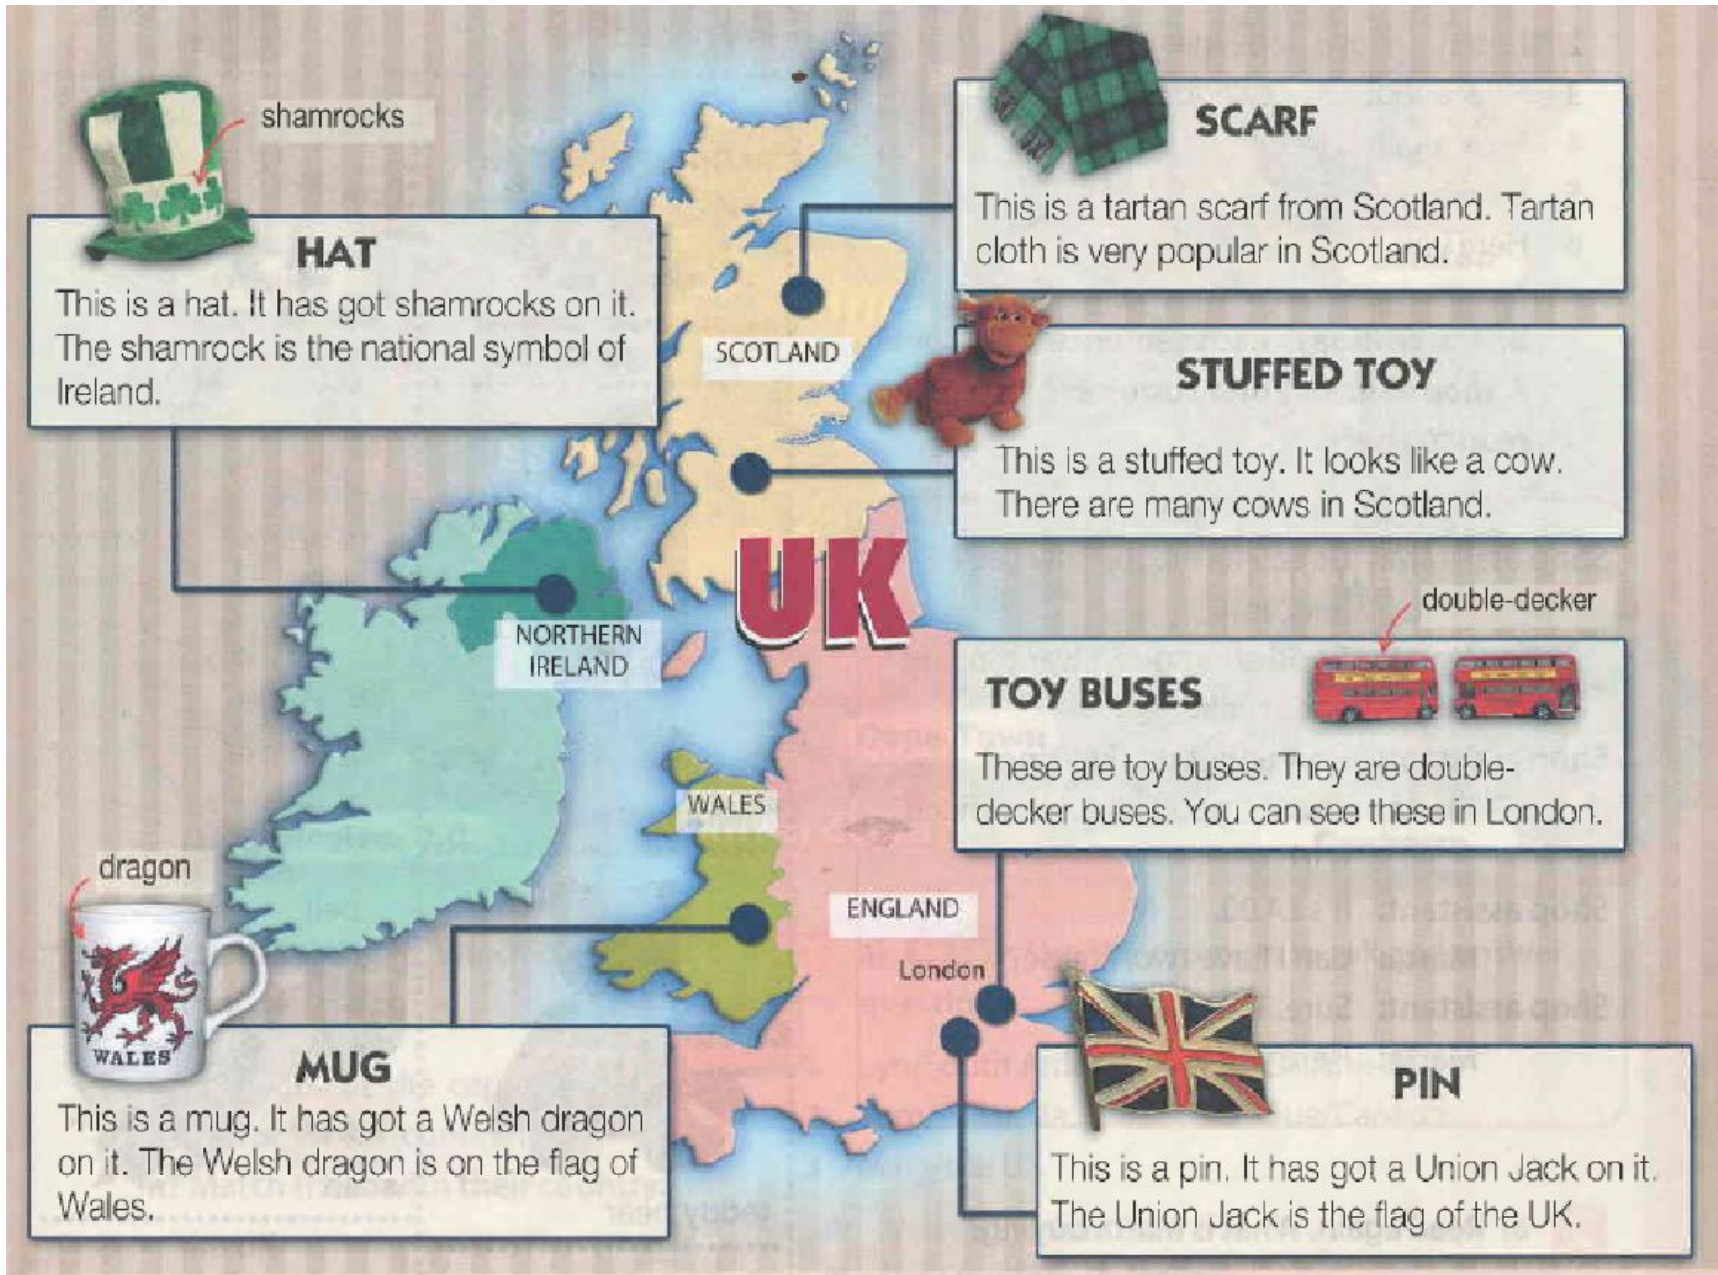 shamrocks
HAT
This is a hat. It has got shamrocks on it.
The shamrock is the national symbol of
Ireland.
SCARF
This is a tartan scarf from Scotland. Tartan
cloth is very popular in Scotland.
SCOTLAND
STUFFED TOY
This is a stuffed toy. It looks like a cow.
There are many cows in Scotland.
UK
NORTHERN
IRELAND
double-decker
TOY BUSES
These are toy buses. They are double-
decker buses. You can see these in London.
WALES
ENGLAND
London
dragon
WALES
MUG
This is a mug. It has got a Welsh dragon
on it. The Welsh dragon is on the flag of
Wales.
PIN
This is a pin. It has got a Union Jack on it.
The Union Jack is the flag of the UK.